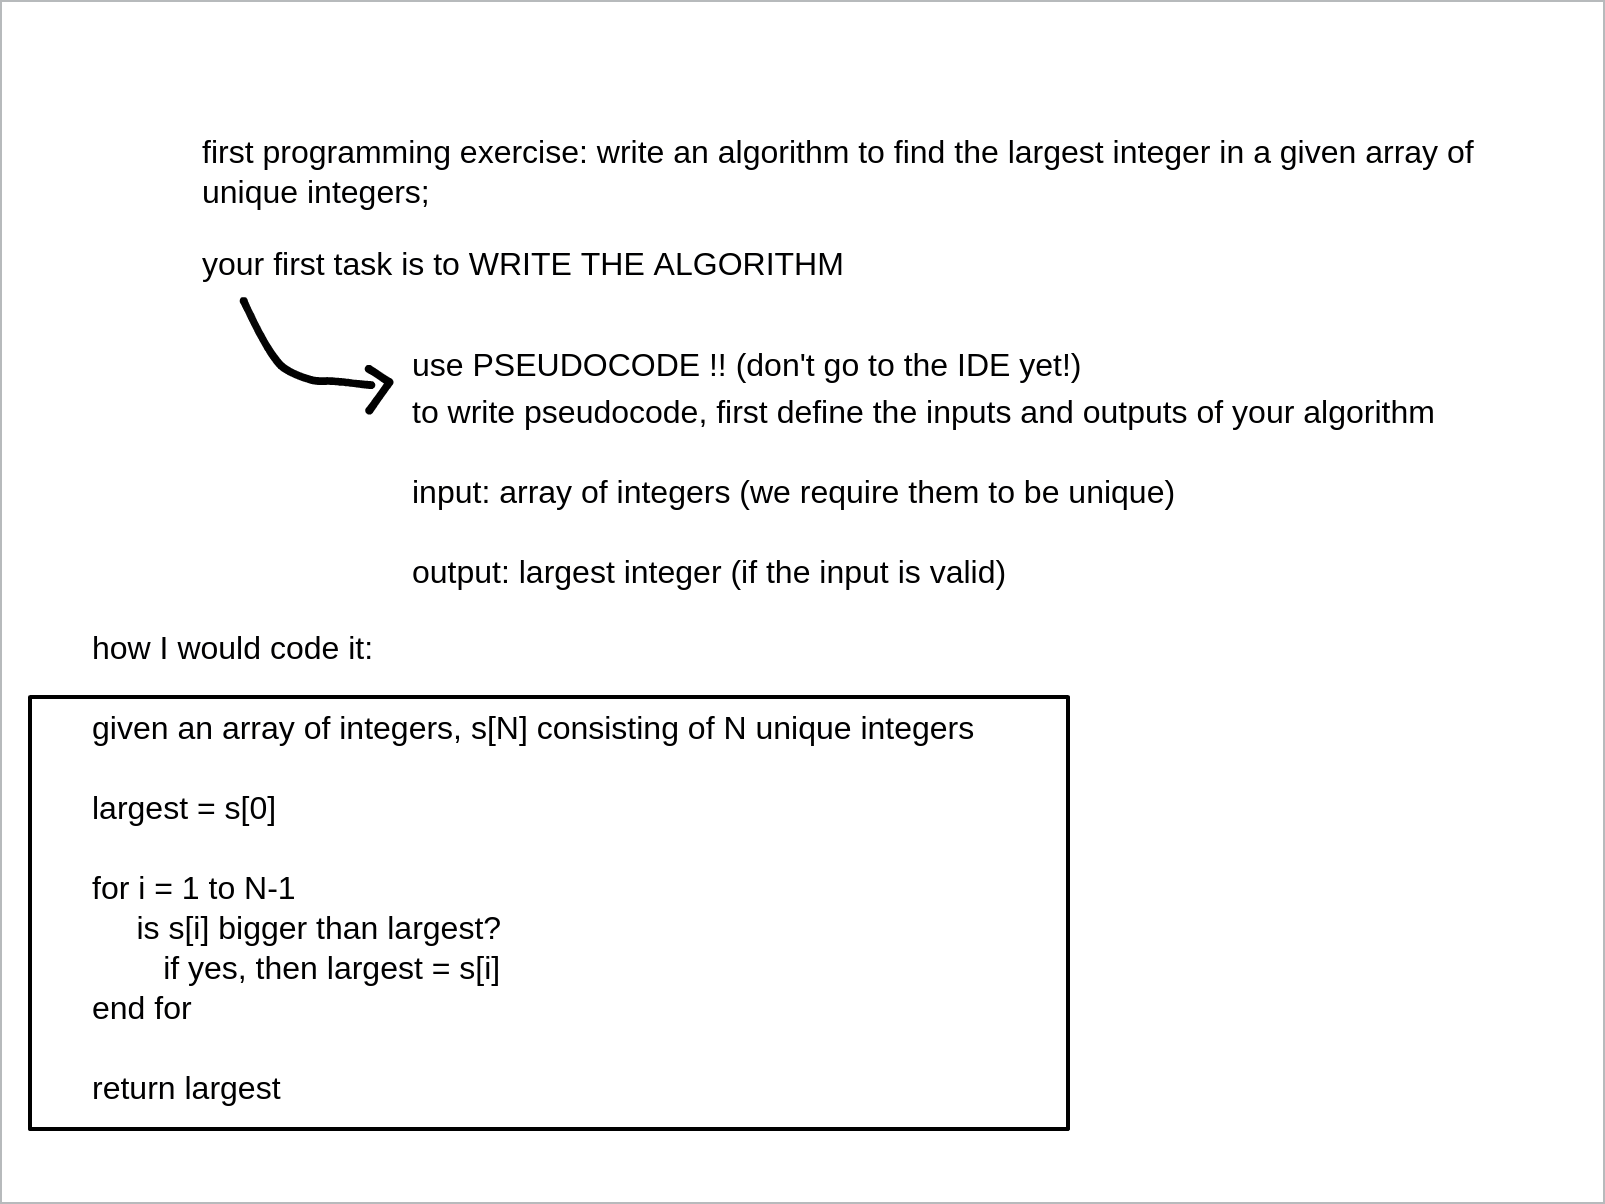 first programming exercise: write an algorithm to find the largest integer in a given array of
unique integers;
your first task is to WRITE THE ALGORITHM
use PSEUDOCODE !! (don't go to the IDE yet!)
to write pseudocode, first define the inputs and outputs of your algorithm
input: array of integers (we require them to be unique)
output: largest integer (if the input is valid)
how I would code it:
given an array of integers, s[N] consisting of N unique integers
largest = s[0]
for i = 1 to N-1
is s[i] bigger than largest?
if yes, then largest = s[i]
end for
return largest